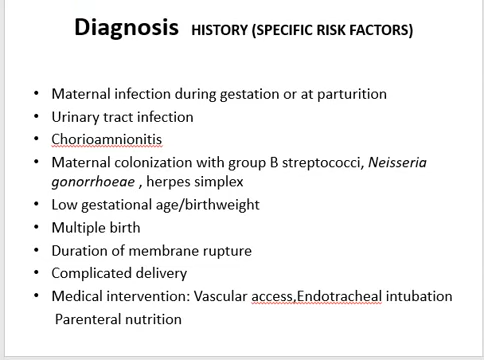 Diagnosis HISTORY (SPECIFIC RISK FACTORS)
• Maternal infection during gestation or at parturition
• Urinary tract infection
• Chorioamnionitis
• Maternal colonization with group B streptococci, Neisseria
gonorrhoeae , herpes simplex
• Low gestational age/birthweight
• Multiple birth
• Duration of membrane rupture
• Complicated delivery
• Medical intervention: Vascular access,Endotracheal intubation
Parenteral nutrition